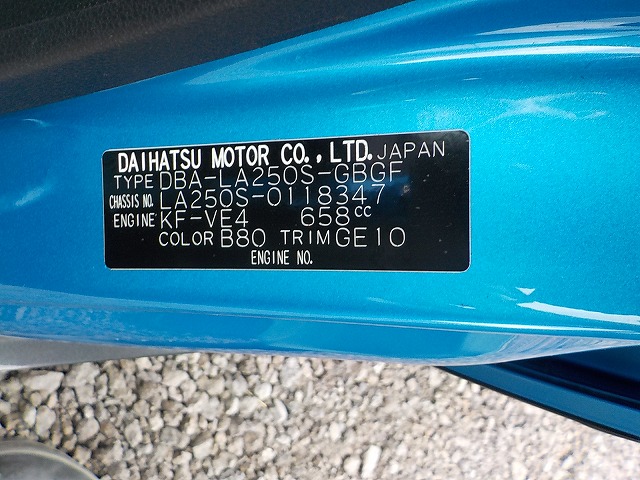 DAIHATSU MOTOR CO., LTD. JAPAN
TYPE DBA-LA250S-GBGF
CHASSIS NO. LA250S-0118347
ENGINE KF-VE4 658cc
COLOR B80 TRIM GE10
ENGINE NO.